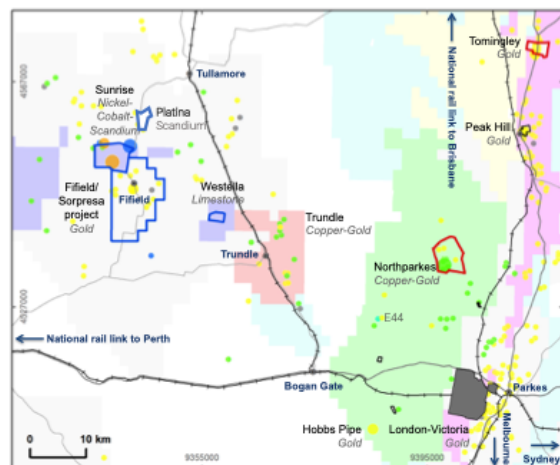 Tomingley
Gold
National rail link to Brisbane
Tullamore
Sunrise
Nickel-
Cobalt-
Scandium
Platina
Scandium
Peak Hill
Gold
Fifield/
Sorpresa
project
Gold
Fifield
Westella
Limestone
Trundle
Copper-Gold
Trundle
Northparkes
Copper-Gold
E44
National rail link to Perth
Bogan Gate
Parkes
Hobbs Pipe
Gold
London-Victoria
Gold
Melbourne
Sydney
0 10 km
9355000
9395000